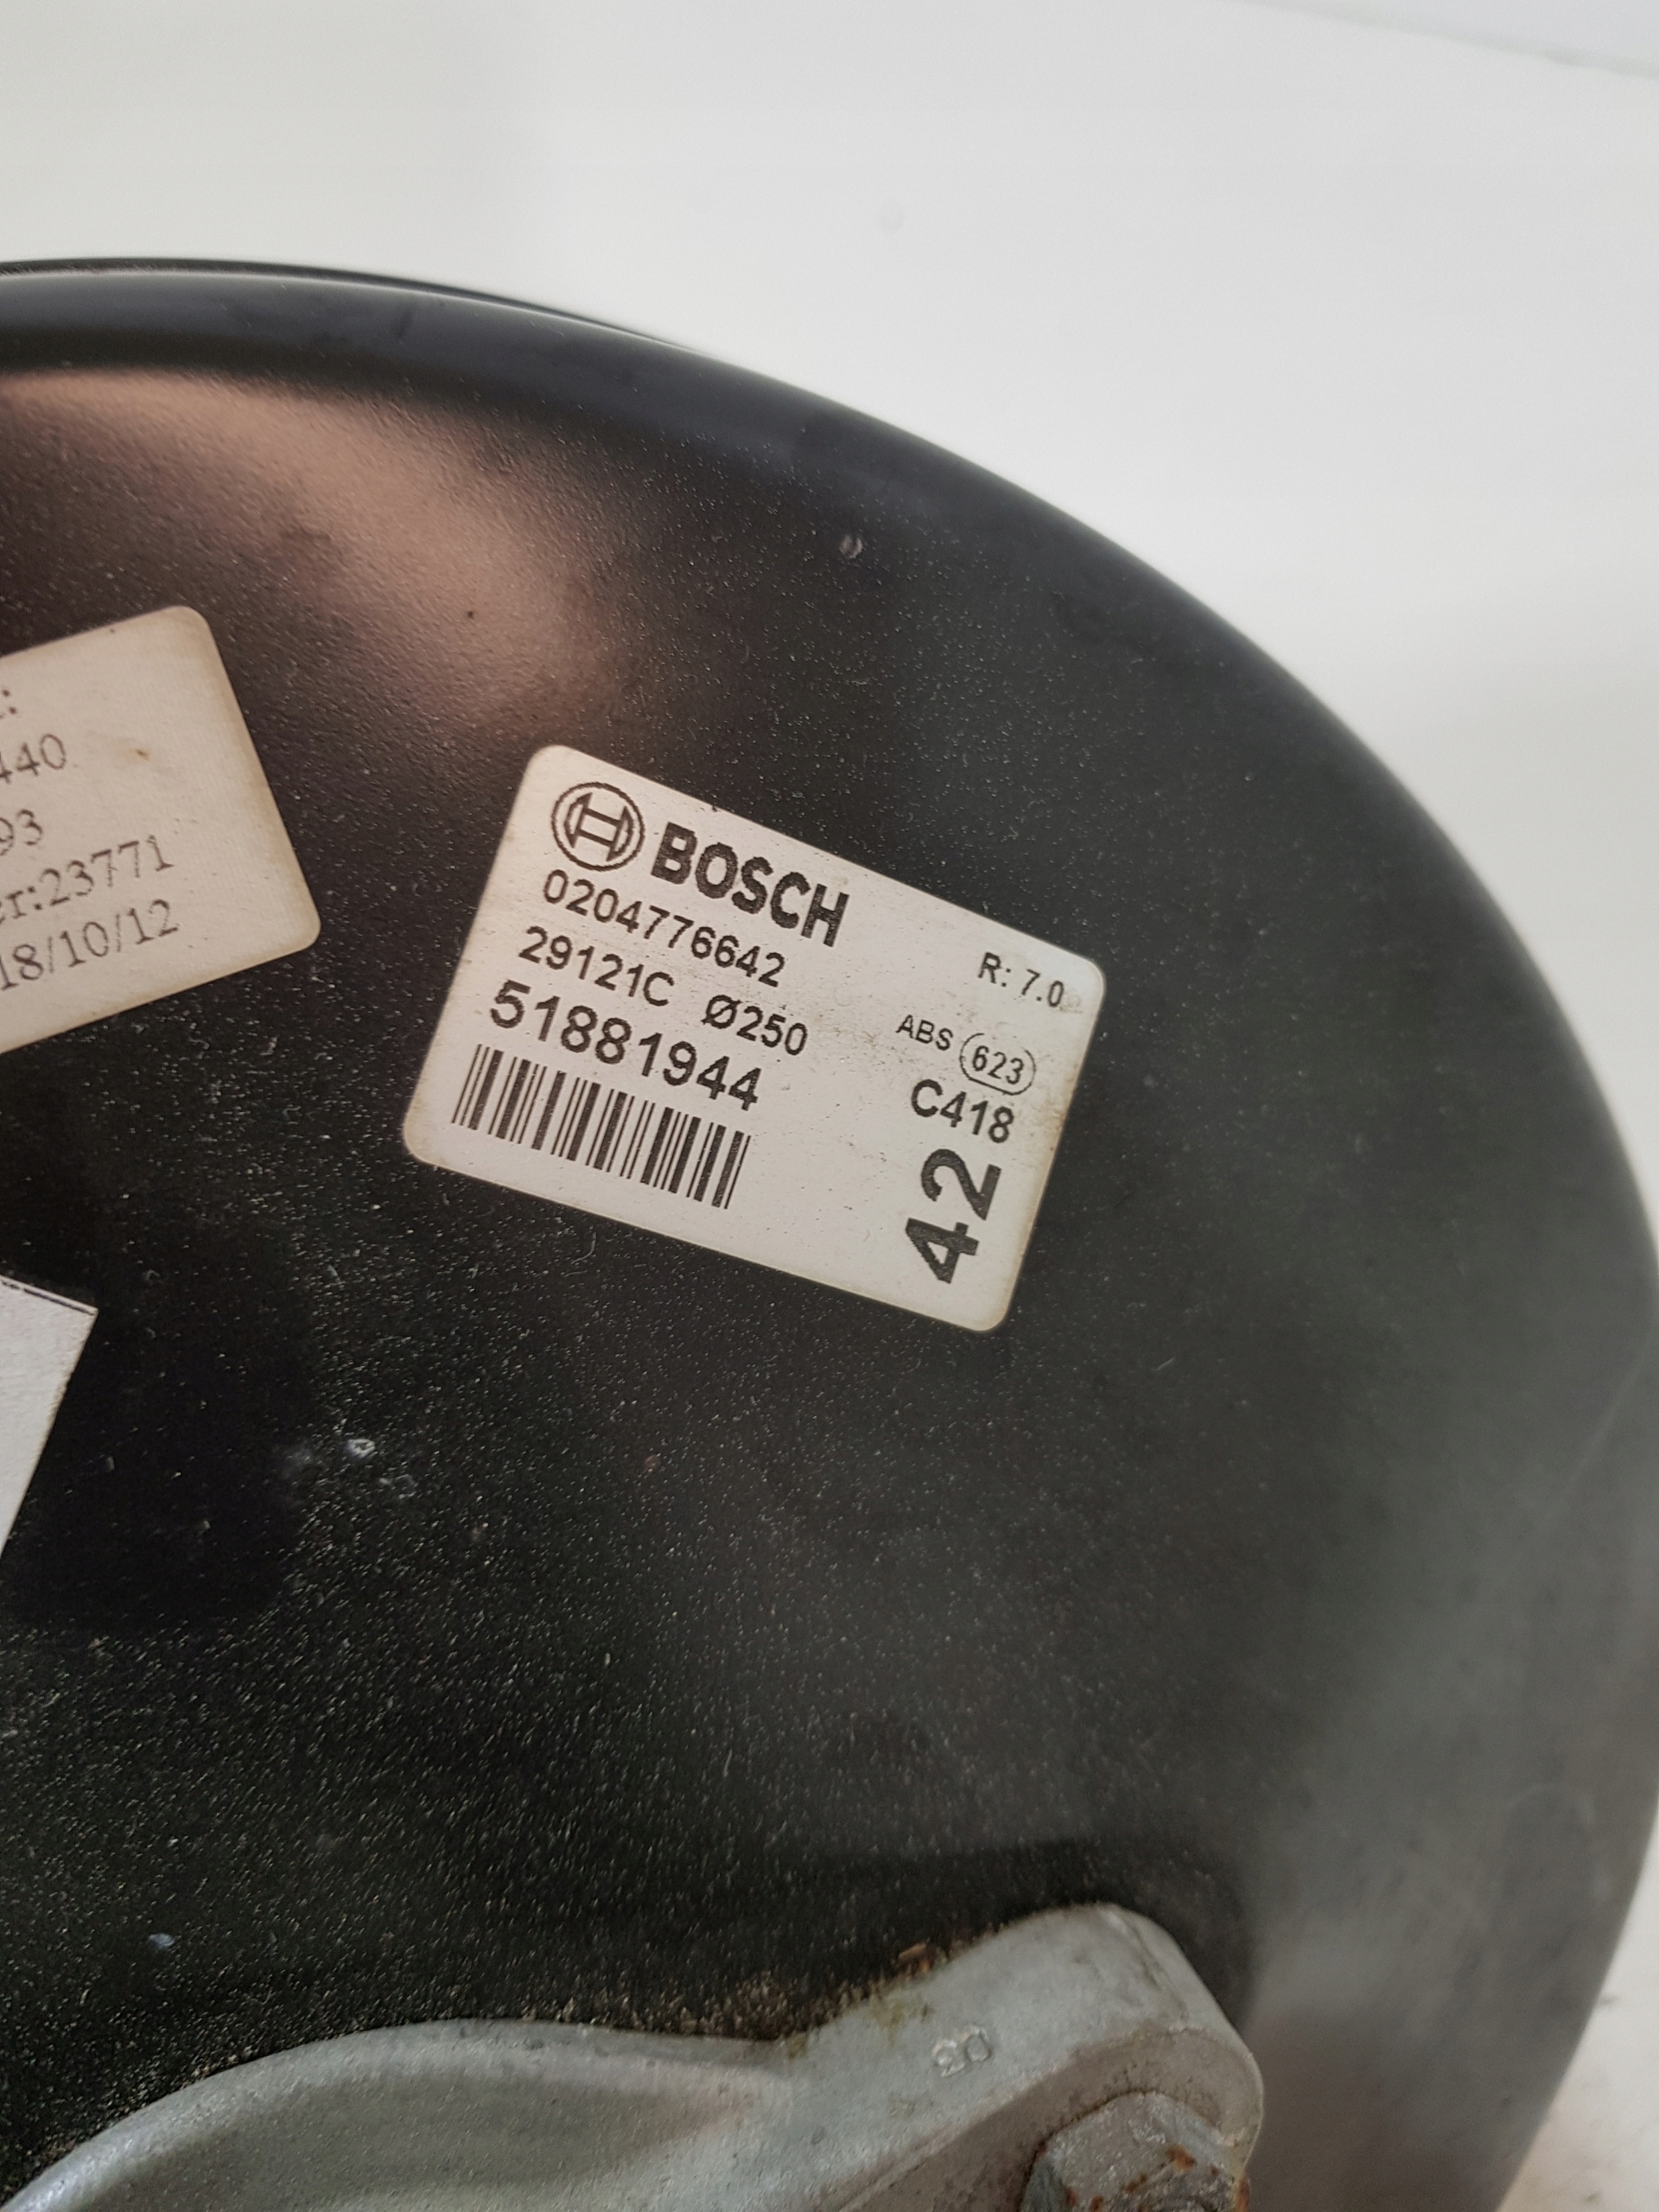 440
93
er:23771
18/10/12
BOSCH
0204776642
R: 7.0
29121C Ø250
ABS 623
51881944
C418
42